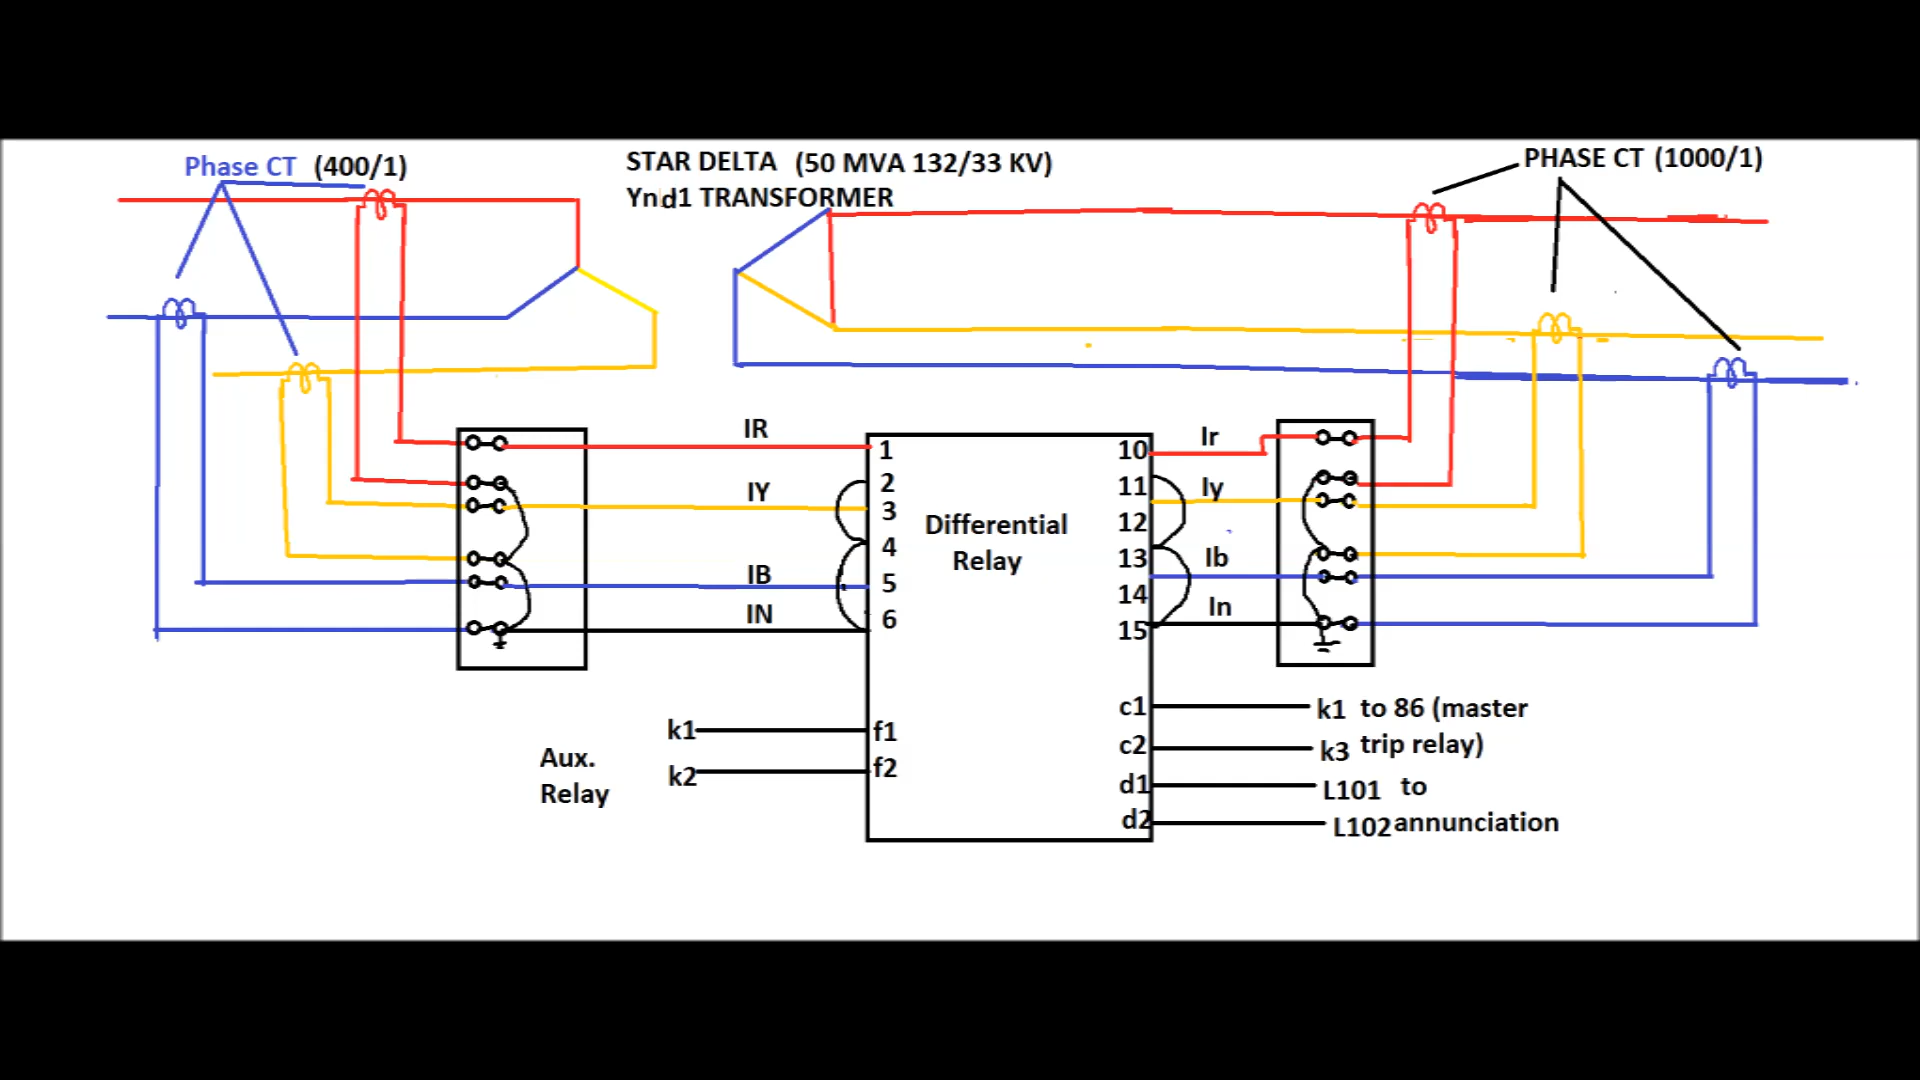 Phase CT (400/1)
STAR DELTA (50 MVA 132/33 KV)
Ynd1 TRANSFORMER
PHASE CT (1000/1)
IR
IY
IB
IN
1
2
3
4
5
6
Differential
Relay
10
11
12
13
14
15
Ir
Iy
Ib
In
Aux.
Relay
k1
k2
f1
f2
c1
c2
d1
d2
k1 to 86 (master
k3 trip relay)
L101 to
L102 annunciation